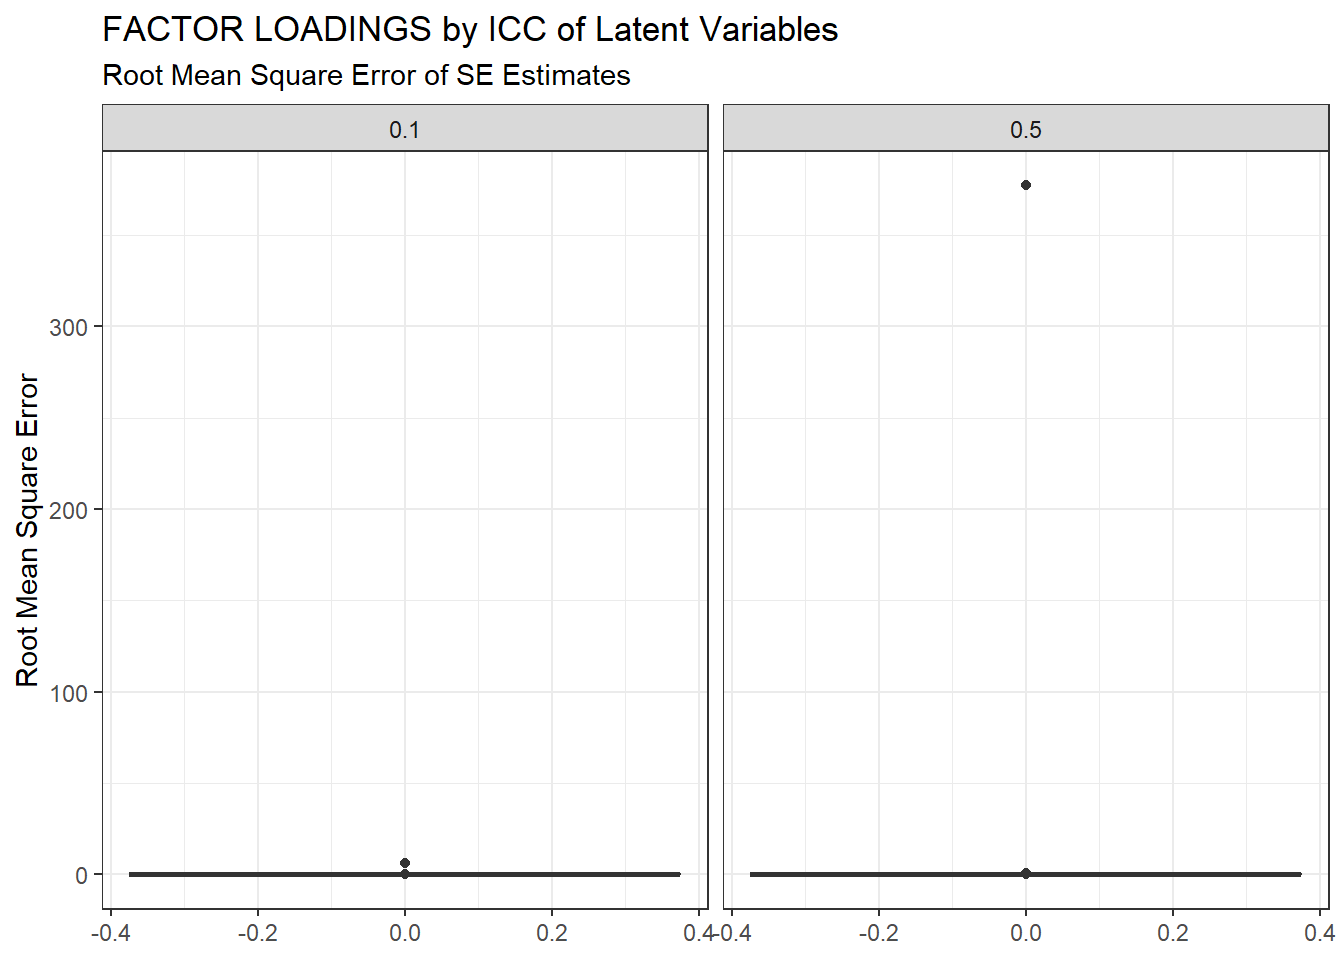 FACTOR LOADINGS by ICC of Latent Variables
Root Mean Square Error of SE Estimates
0.1
0.5
Root Mean Square Error
300
200
100
0
-0.4 -0.2 0.0 0.2 0.4
-0.4 -0.2 0.0 0.2 0.4